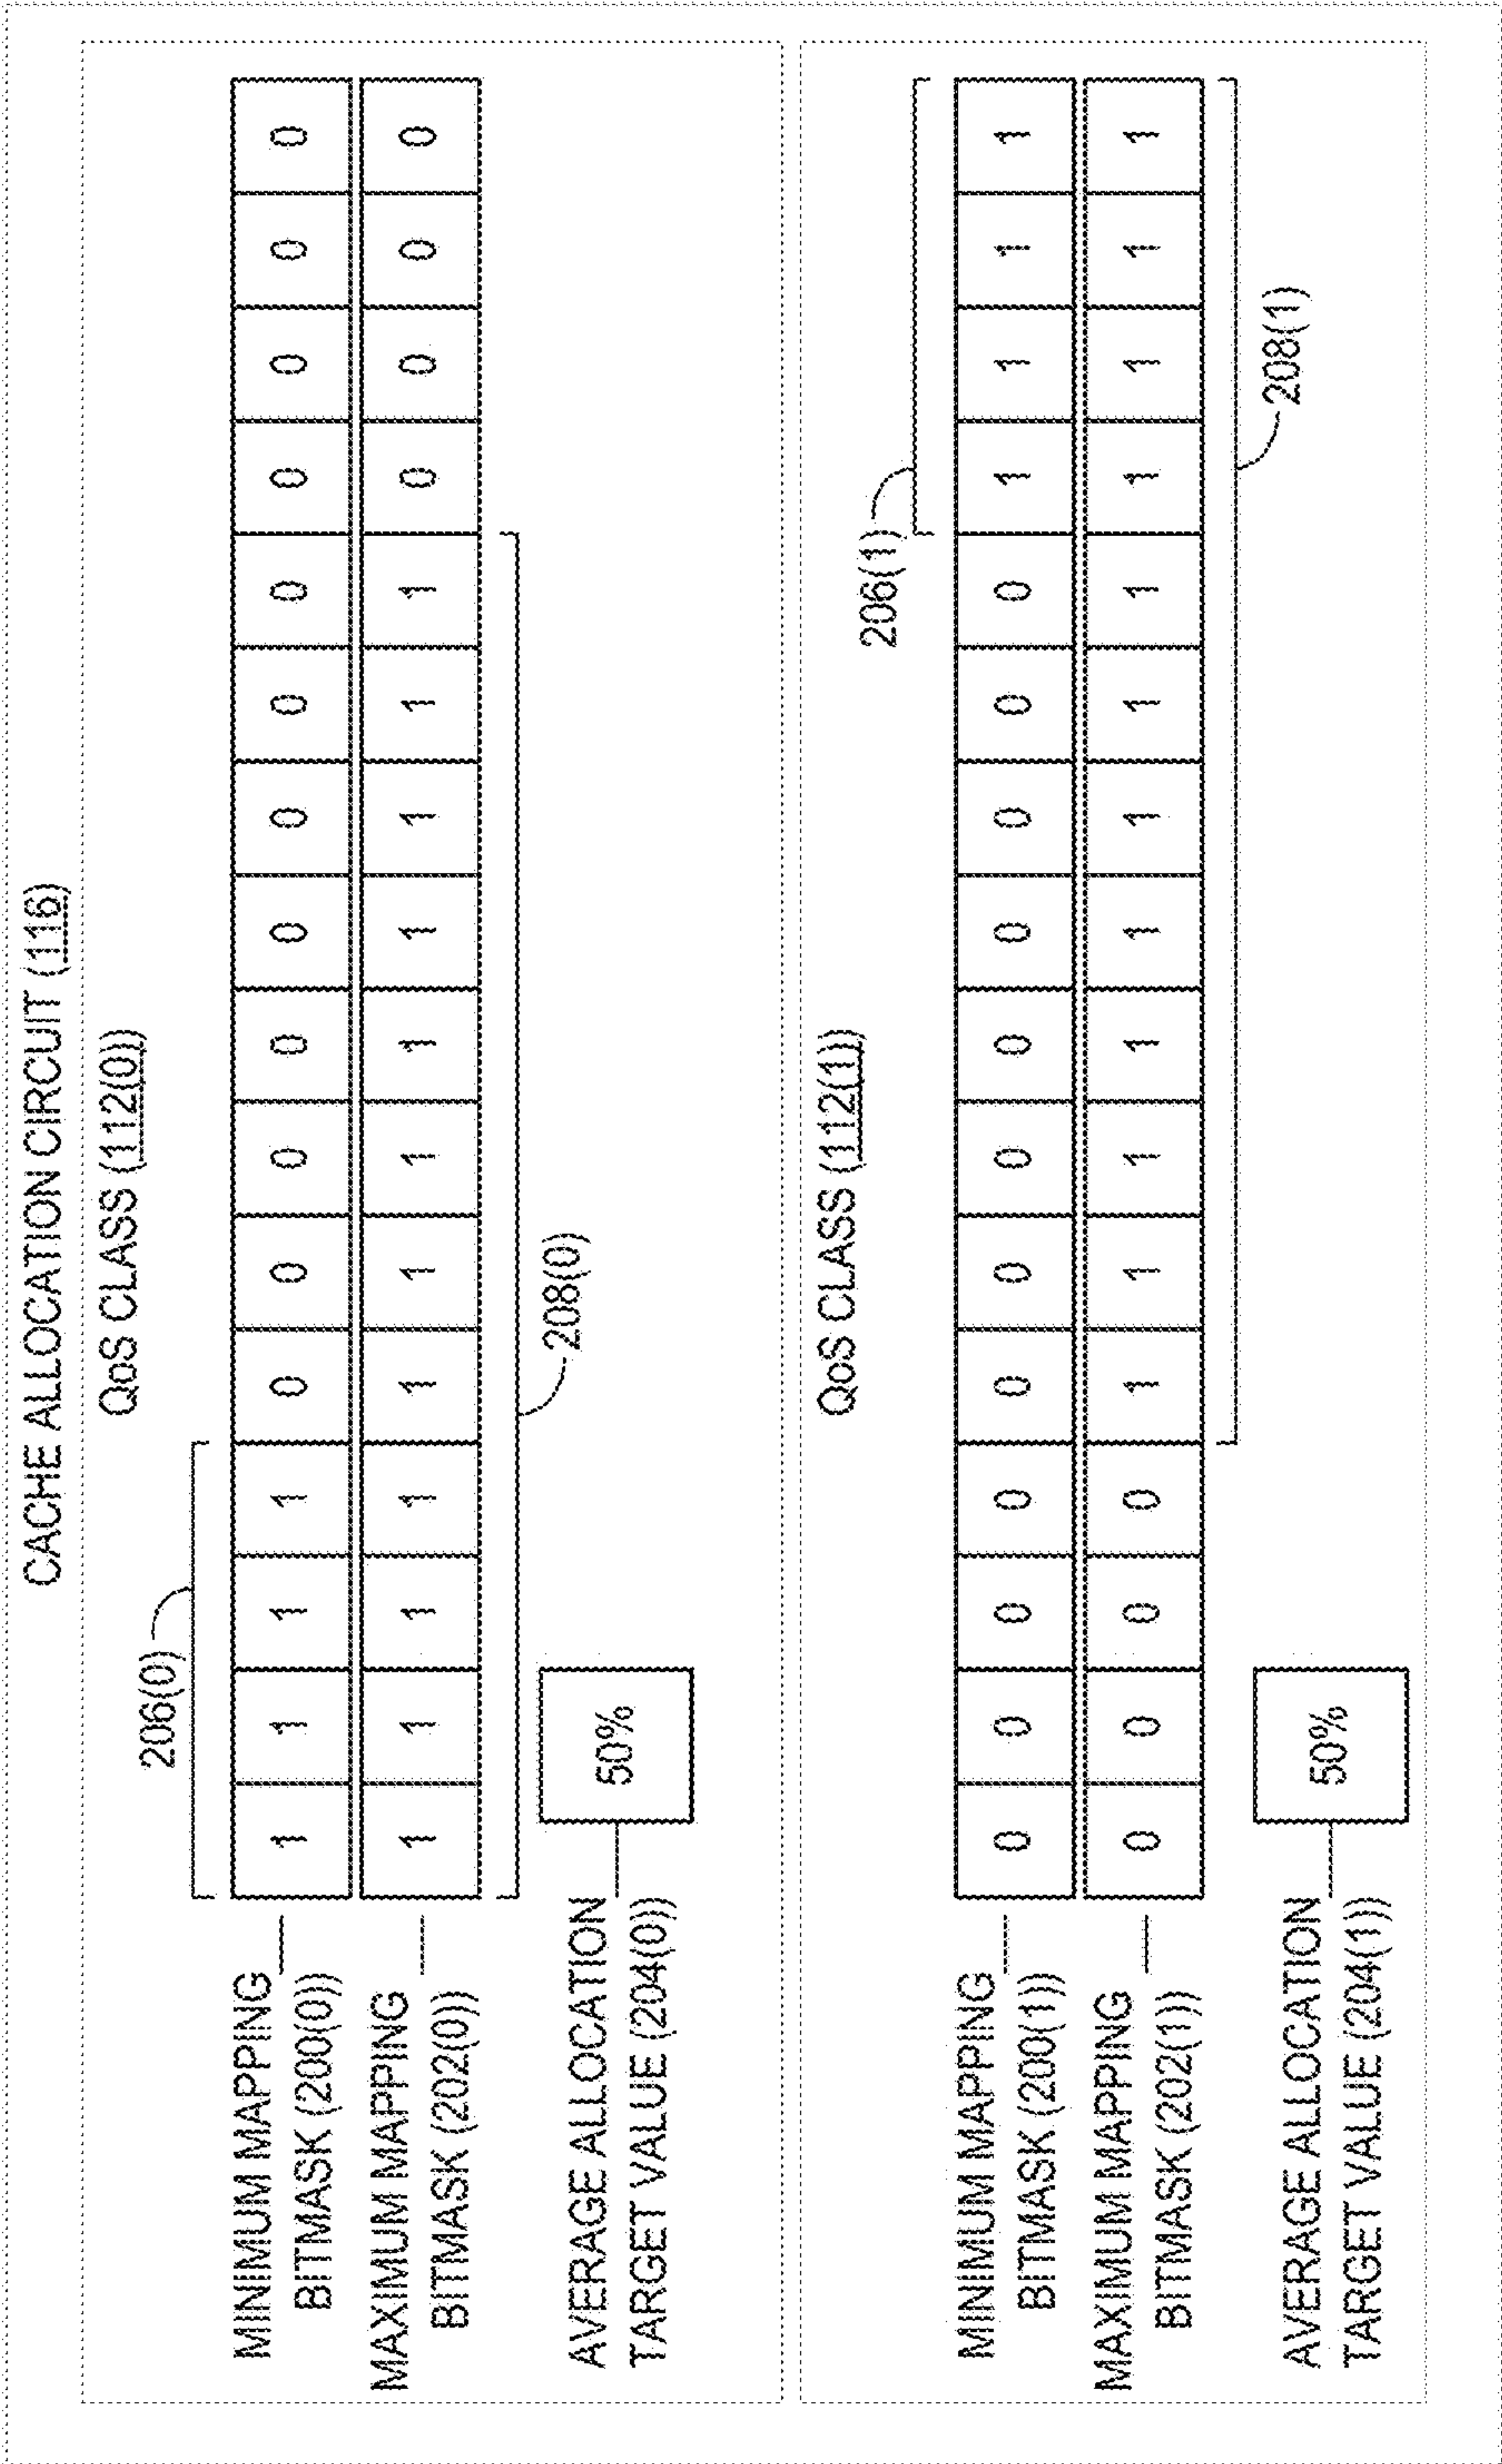 CACHE ALLOCATION CIRCUIT (116)
QoS CLASS (112(0))
206(0)
MINIMUM MAPPING
BITMASK (200(0))
1 1 1 1 0 0 0 0 0 0 0 0 0 0 0 0
MAXIMUM MAPPING
BITMASK (202(0))
1 1 1 1 1 1 1 1 1 1 1 1 0 0 0 0
208(0)
AVERAGE ALLOCATION
TARGET VALUE (204(0))
50%
QoS CLASS (112(1))
206(1)
MINIMUM MAPPING
BITMASK (200(1))
0 0 0 0 0 0 0 0 0 0 0 0 1 1 1 1
MAXIMUM MAPPING
BITMASK (202(1))
0 0 0 0 1 1 1 1 1 1 1 1 1 1 1 1
208(1)
AVERAGE ALLOCATION
TARGET VALUE (204(1))
50%